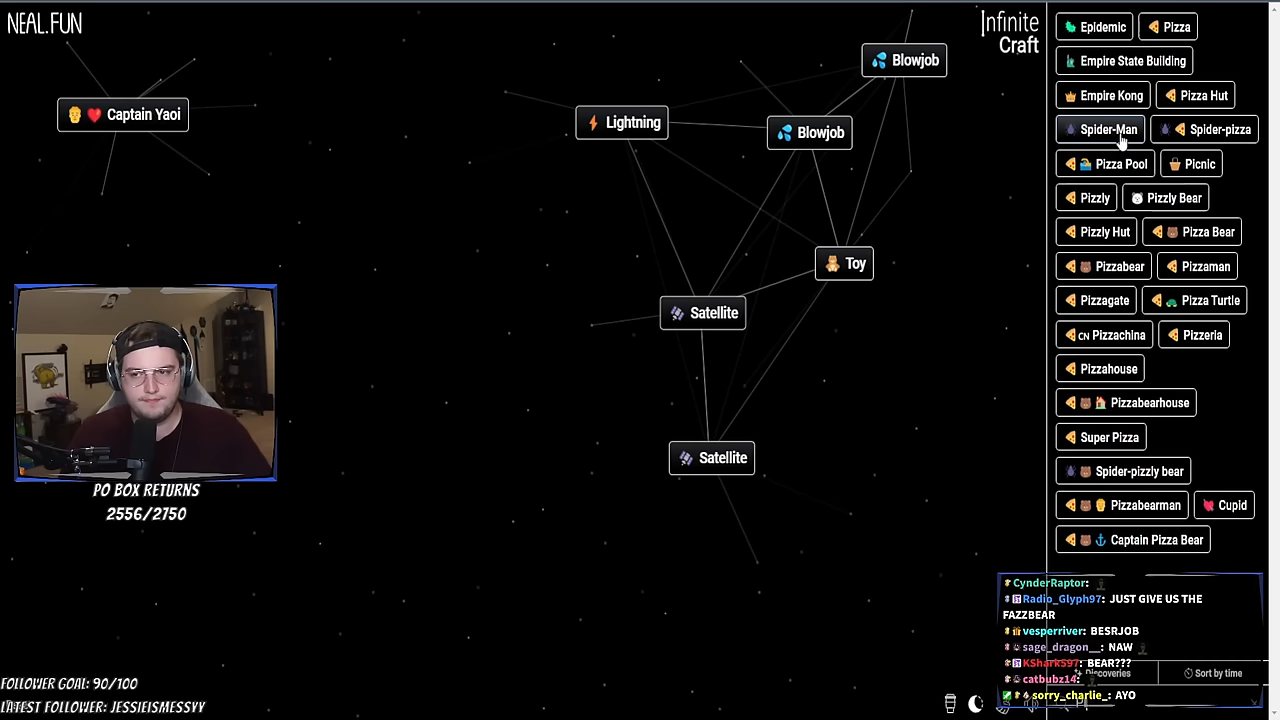 NEAL.FUN
Infinite
Craft
Captain Yaoi
Lightning
Blowjob
Blowjob
Toy
Satellite
Satellite
Epidemic
Pizza
Empire State Building
Empire Kong
Pizza Hut
Spider-Man
Spider-pizza
Pizza Pool
Picnic
Pizzly
Pizzly Bear
Pizzly Hut
Pizza Bear
Pizzabear
Pizzaman
Pizzagate
Pizza Turtle
CN Pizzachina
Pizzeria
Pizzahouse
Pizzabearhouse
Super Pizza
Spider-pizzly bear
Pizzabearman
Cupid
Captain Pizza Bear
PO BOX RETURNS
2556/2750
CynderRaptor:
Radio_Glyph97: JUST GIVE US THE
FAZZBEAR
vesperriver: BESRJOB
sage_dragon__: NAW
KShark597: BEAR???
catbubz14:
sorry_charlie_: AYO
Discoveries
Sort by time
FOLLOWER GOAL: 90/100
LATEST FOLLOWER: JESSIEISMESSYY